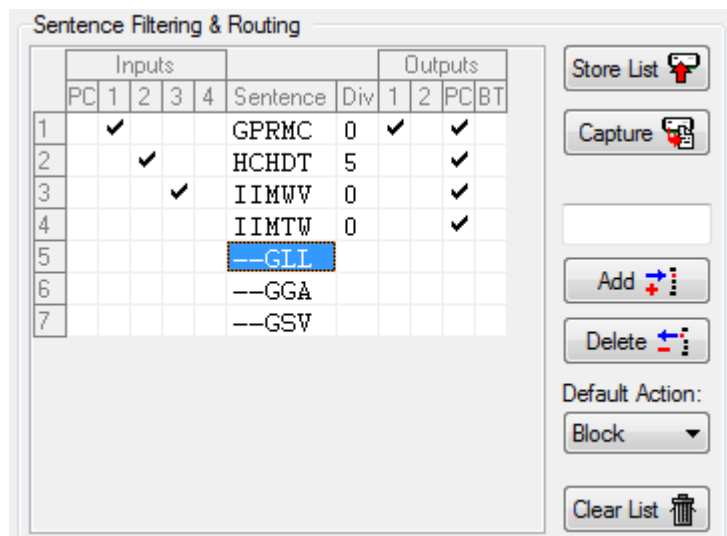 Sentence Filtering & Routing
Inputs Outputs
PC 1 2 3 4 Sentence Div 1 2 PC BT
1 ✔ GPRMC 0 ✔ ✔
2 ✔ HCHDT 5 ✔
3 ✔ IIMWV 0 ✔
4 ✔ IIMTW 0 ✔
5 --GLL
6 --GGA
7 --GSV
Store List
Capture
Add
Delete
Default Action:
Block
Clear List